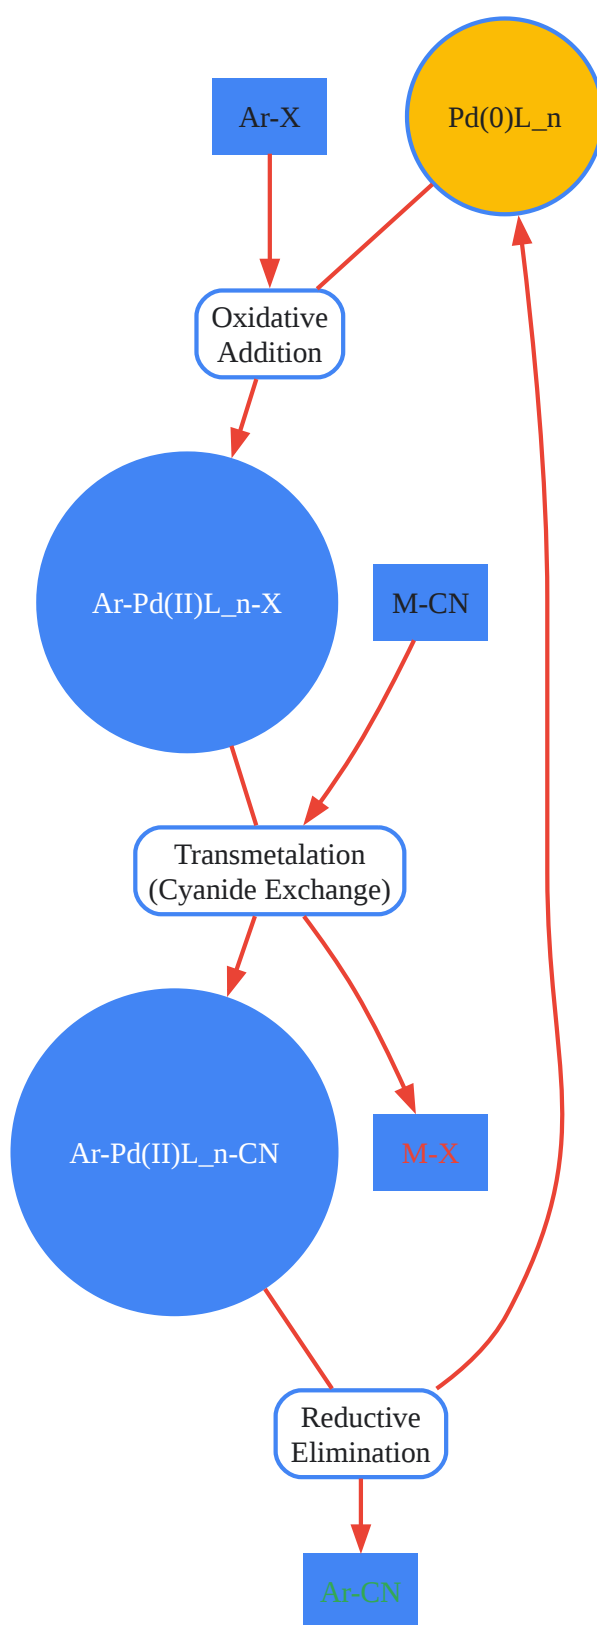 Ar-X
Pd(0)L_n
Oxidative
Addition
Ar-Pd(II)L_n-X
M-CN
Transmetalation
(Cyanide Exchange)
Ar-Pd(II)L_n-CN
M-X
Reductive
Elimination
Ar-CN